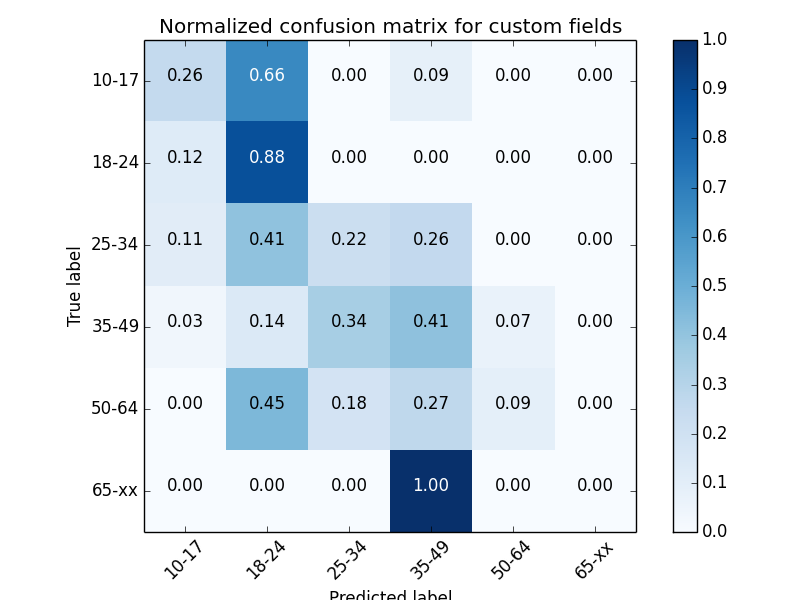 Normalized confusion matrix for custom fields
True label
10-17 0.26 0.66 0.00 0.09 0.00 0.00
18-24 0.12 0.88 0.00 0.00 0.00 0.00
25-34 0.11 0.41 0.22 0.26 0.00 0.00
35-49 0.03 0.14 0.34 0.41 0.07 0.00
50-64 0.00 0.45 0.18 0.27 0.09 0.00
65-xx 0.00 0.00 0.00 1.00 0.00 0.00
10-17 18-24 25-34 35-49 50-64 65-xx
Predicted label
1.0
0.9
0.8
0.7
0.6
0.5
0.4
0.3
0.2
0.1
0.0